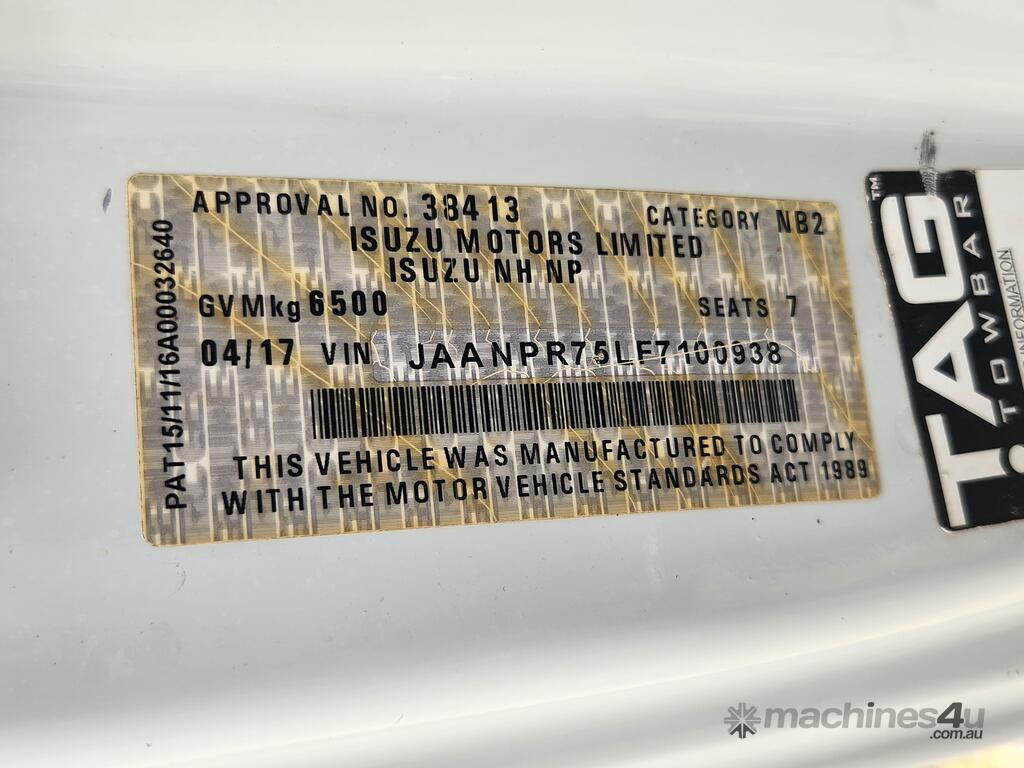 APPROVAL NO. 38413 CATEGORY NB2
ISUZU MOTORS LIMITED
ISUZU NH NP
GVMkg 6500 SEATS 7
04/17 VIN JAANPR75LF7100938
THIS VEHICLE WAS MANUFACTURED TO COMPLY
WITH THE MOTOR VEHICLE STANDARDS ACT 1989
PAT15/11/16A00032640
TAG™
TOWBAR
machines4u
.com.au